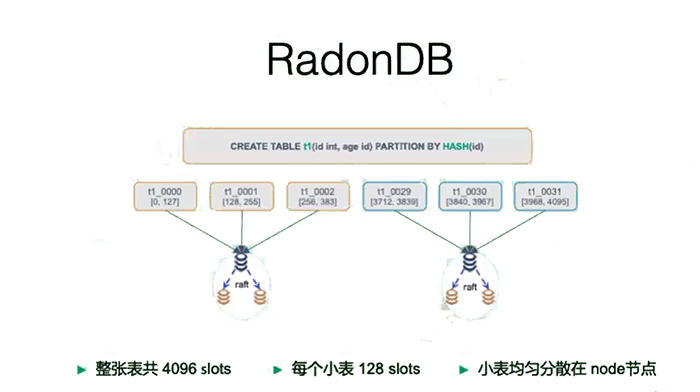 RadonDB
CREATE TABLE t1(id int, age id) PARTITION BY HASH(id)
t1_0000
[0, 127]
t1_0001
[128, 255]
t1_0002
[256, 383]
t1_0029
[3712, 3839]
t1_0030
[3840, 3967]
t1_0031
[3968, 4095]
raft
raft
整张表共 4096 slots
每个小表 128 slots
小表均匀分散在 node节点